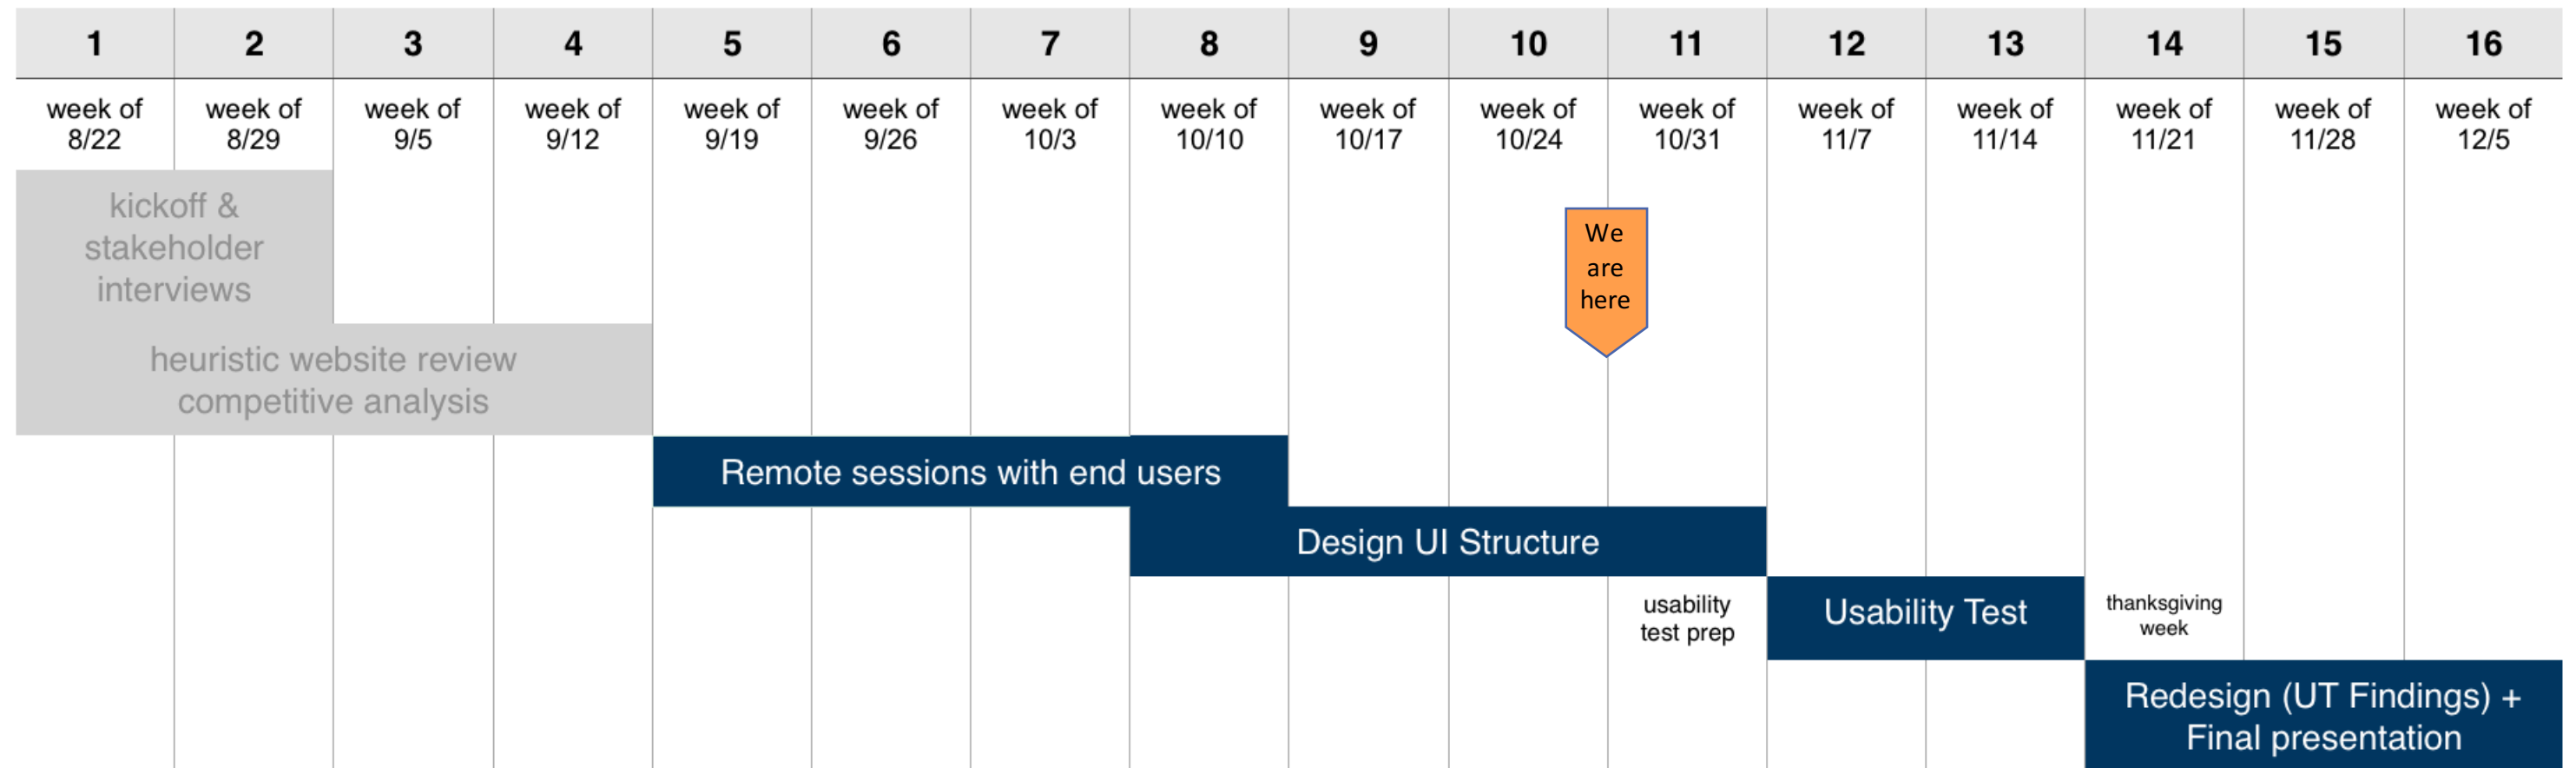 1 2 3 4 5 6 7 8 9 10 11 12 13 14 15 16
week of week of week of week of week of week of week of week of week of week of week of week of week of week of week of week of
8/22 8/29 9/5 9/12 9/19 9/26 10/3 10/10 10/17 10/24 10/31 11/7 11/14 11/21 11/28 12/5
kickoff &
stakeholder
interviews
We
are
here
heuristic website review
competitive analysis
Remote sessions with end users
Design UI Structure
usability
test prep
Usability Test
thanksgiving
week
Redesign (UT Findings) +
Final presentation